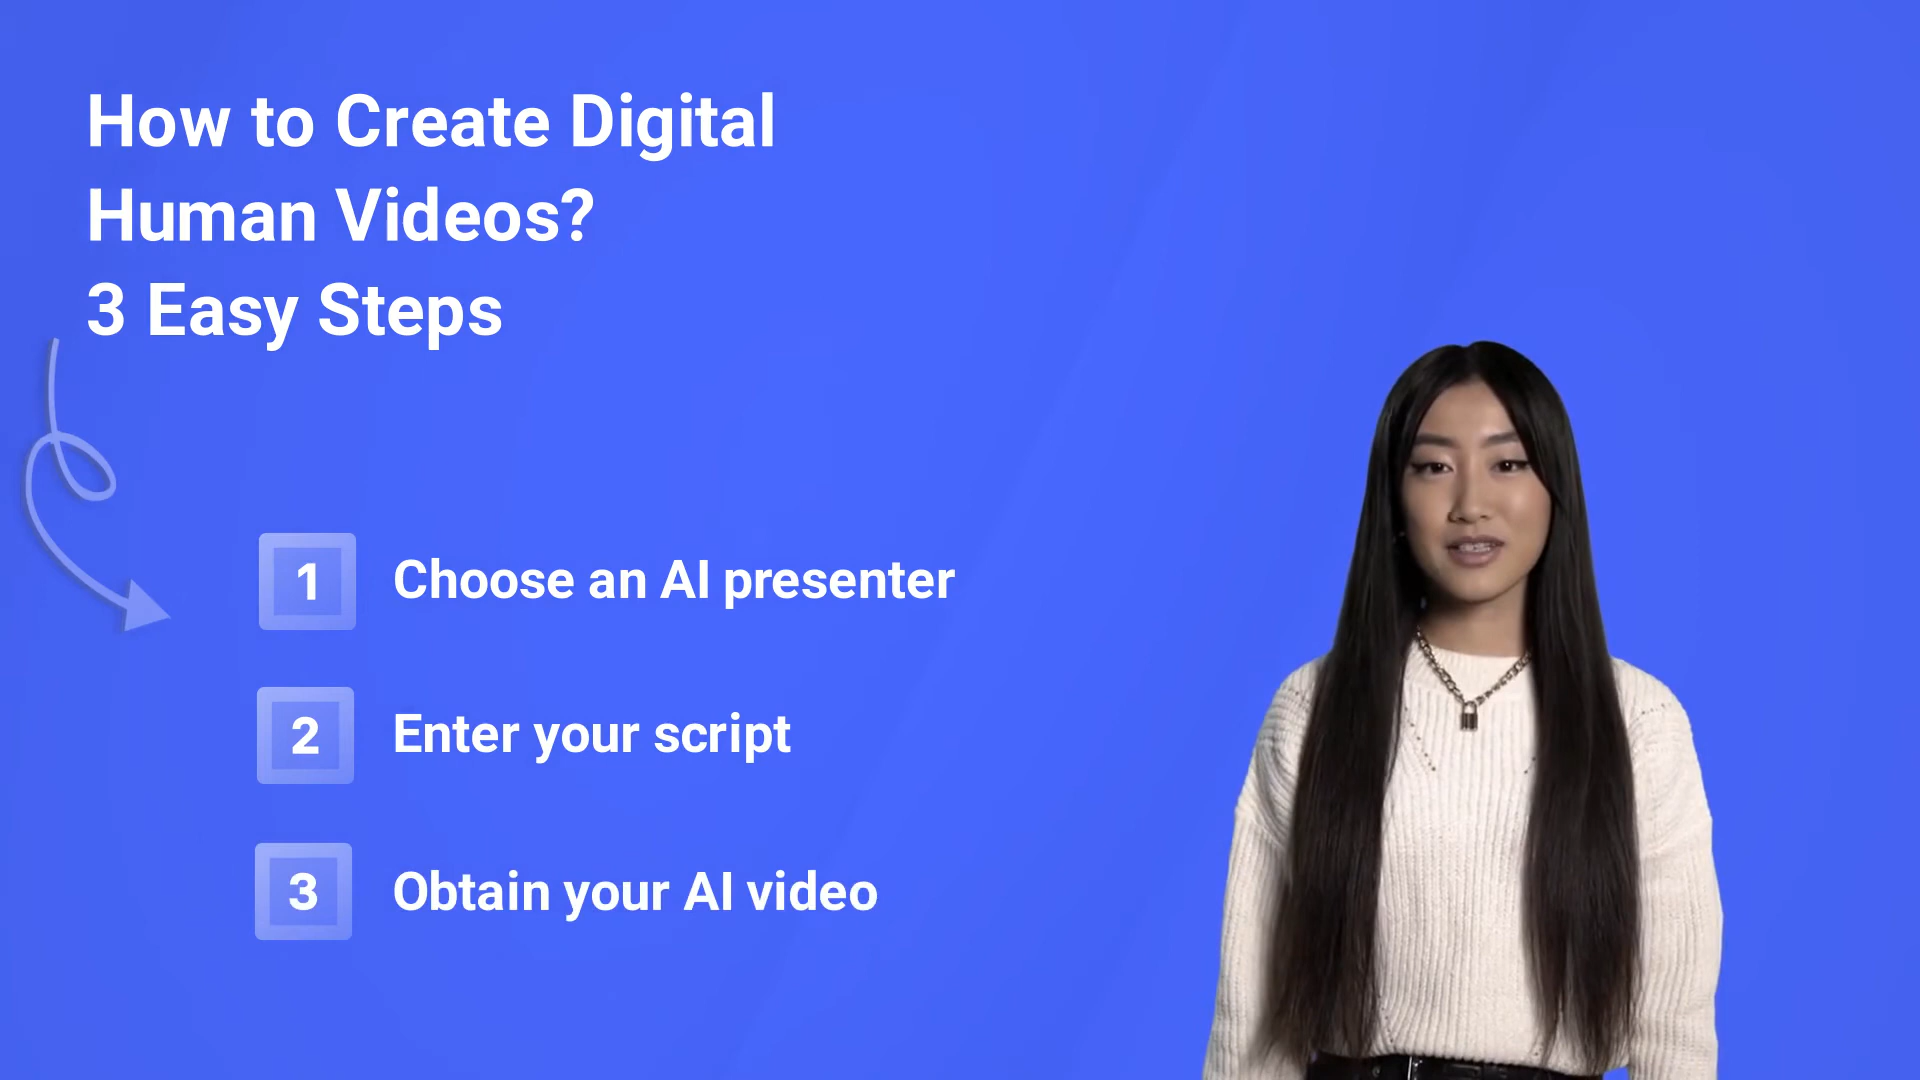 How to Create Digital
Human Videos?
3 Easy Steps
1 Choose an AI presenter
2 Enter your script
3 Obtain your AI video